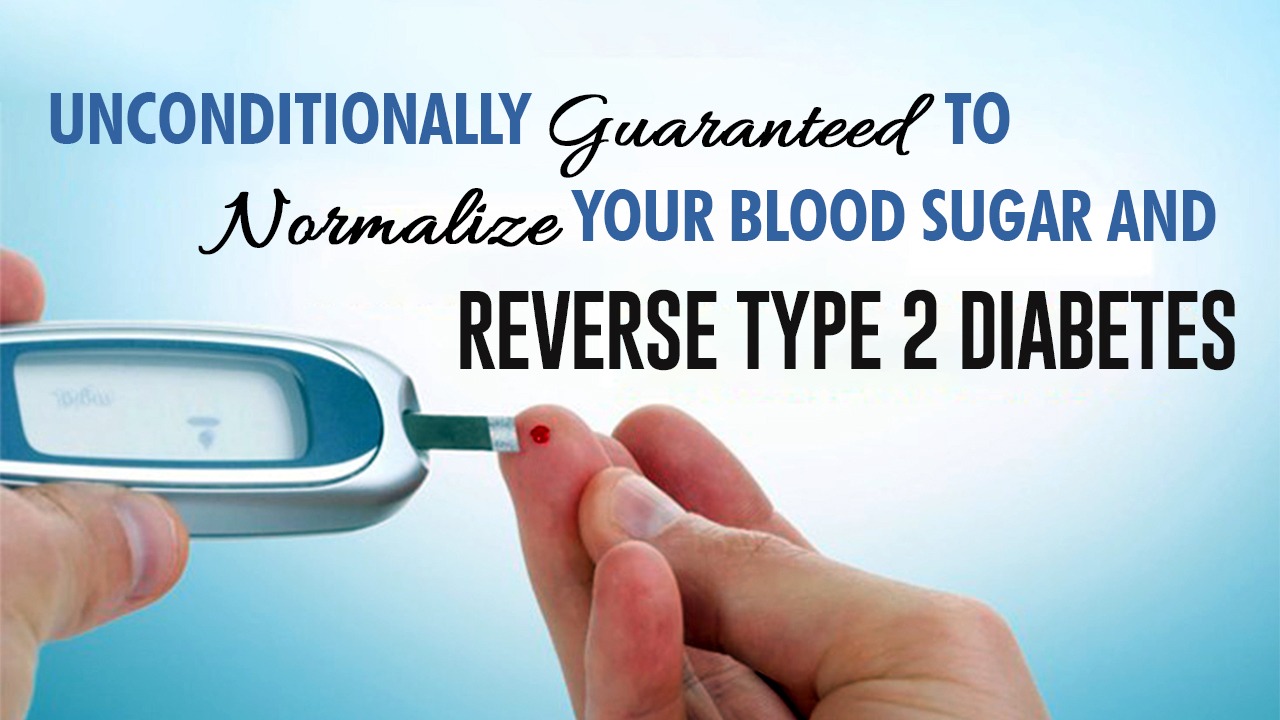 UNCONDITIONALLY Guaranteed TO
Normalize YOUR BLOOD SUGAR AND
REVERSE TYPE 2 DIABETES